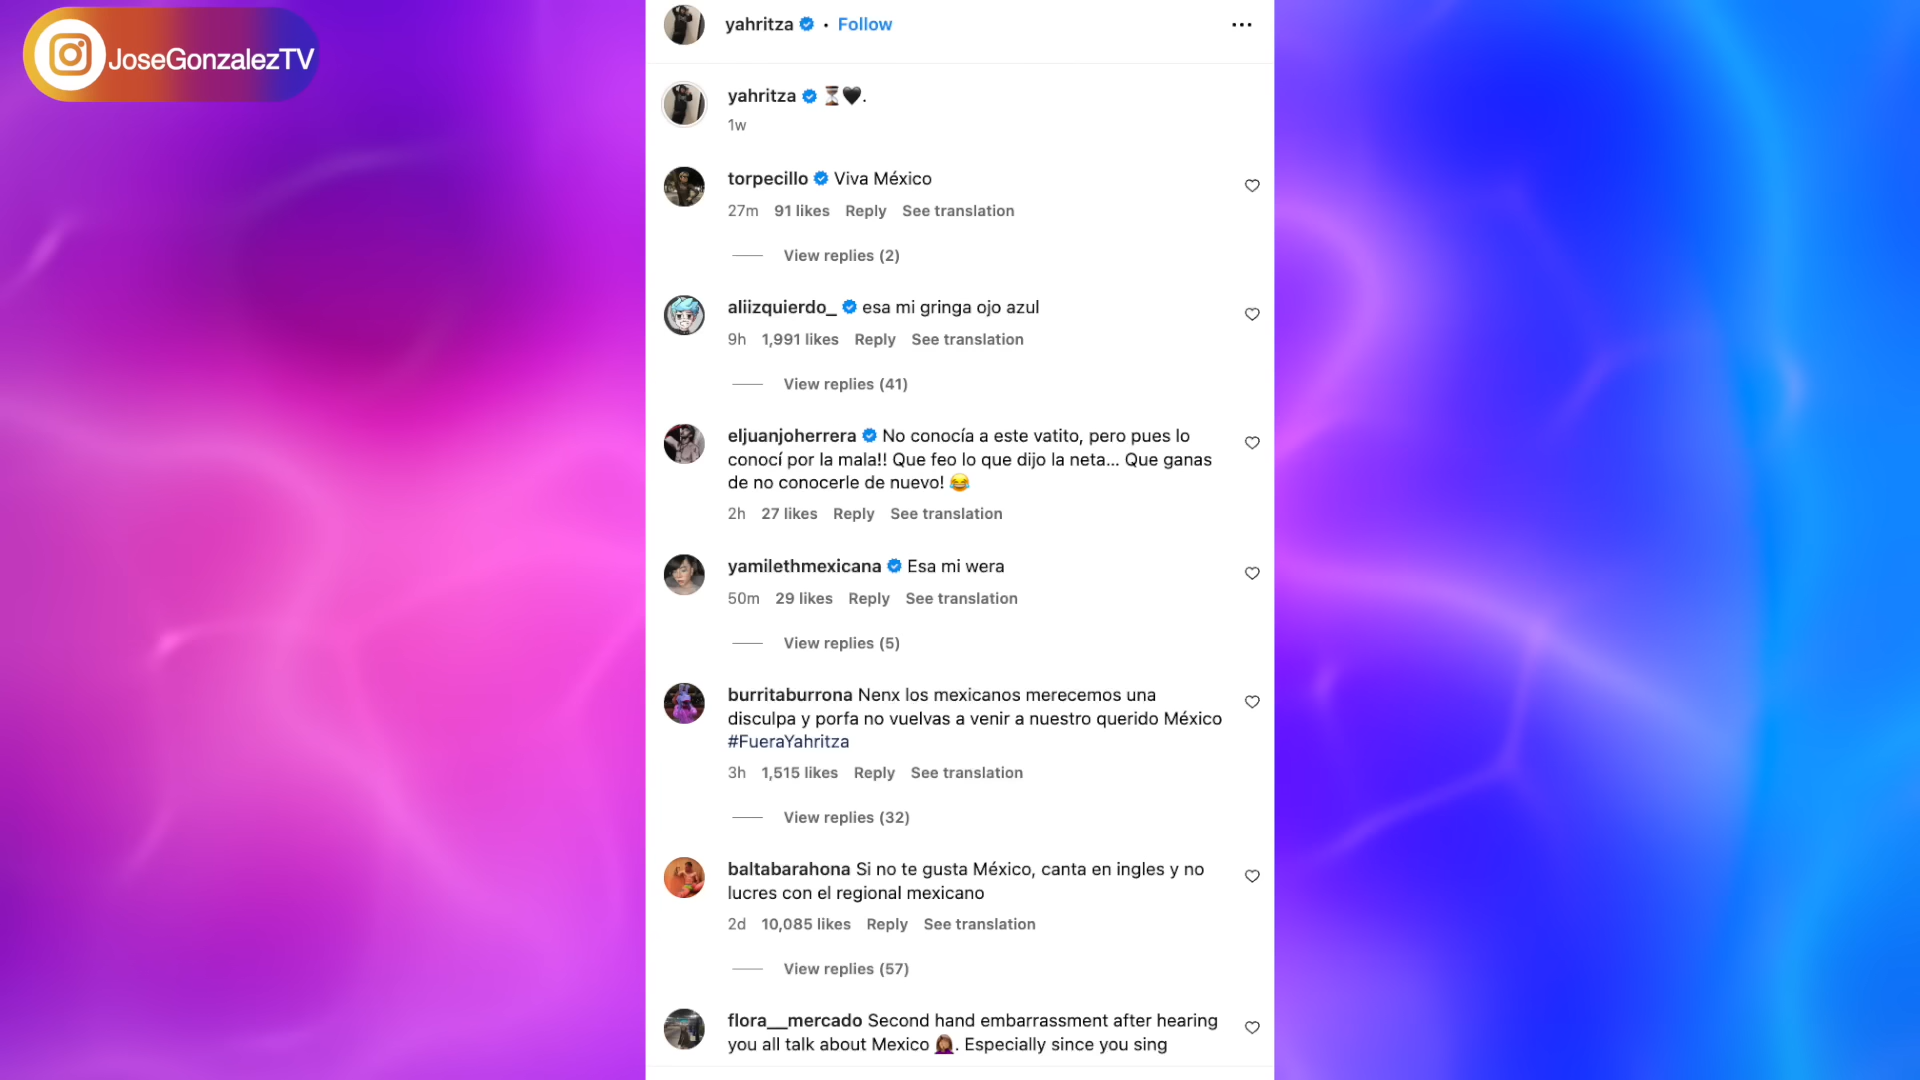 JoseGonzalezTV
yahritza • Follow
yahritza ⏳🖤.
1w
torpecillo Viva México
27m 91 likes Reply See translation
View replies (2)
aliizquierdo_ esa mi gringa ojo azul
9h 1,991 likes Reply See translation
View replies (41)
eljuanjoherrera No conocía a este vatito, pero pues lo
conocí por la mala!! Que feo lo que dijo la neta... Que ganas
de no conocerle de nuevo! 😂
2h 27 likes Reply See translation
yamilethmexicana Esa mi wera
50m 29 likes Reply See translation
View replies (5)
burritaburrona Nenx los mexicanos merecemos una
disculpa y porfa no vuelvas a venir a nuestro querido México
#FueraYahritza
3h 1,515 likes Reply See translation
View replies (32)
baltabarahona Si no te gusta México, canta en ingles y no
lucres con el regional mexicano
2d 10,085 likes Reply See translation
View replies (57)
flora__mercado Second hand embarrassment after hearing
you all talk about Mexico 🤦🏽‍♀️. Especially since you sing